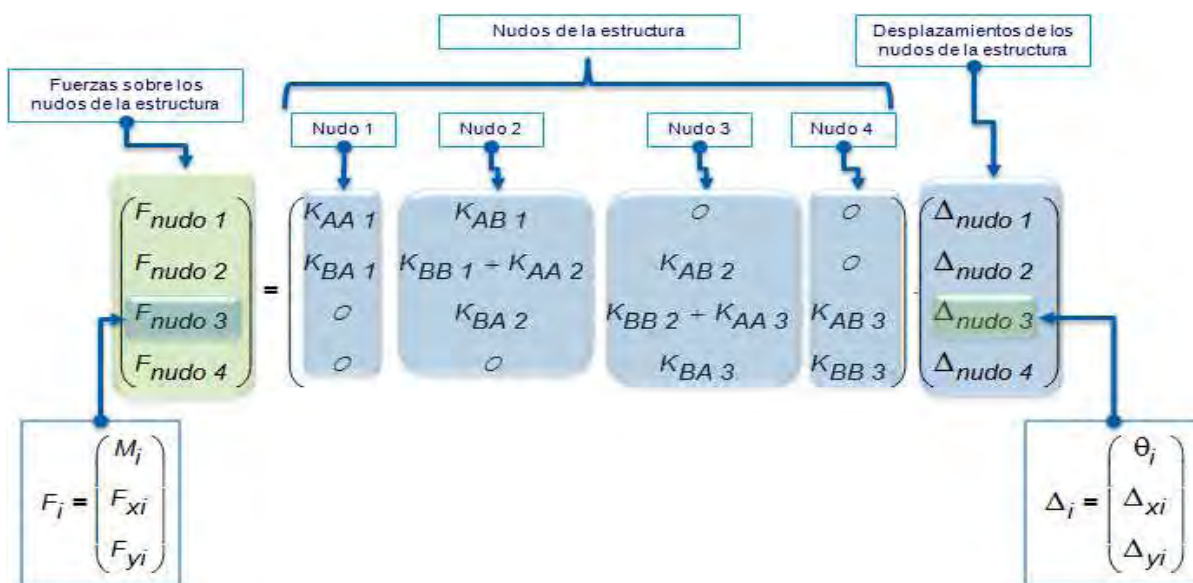 Nudos de la estructura
Desplazamientos de los
nudos de la estructura
Fuerzas sobre los
nudos de la estructura
Nudo 1 Nudo 2 Nudo 3 Nudo 4
F nudo 1 K AA 1 K AB 1 0 0 Δ nudo 1
F nudo 2 K BA 1 K BB 1 + K AA 2 K AB 2 0 Δ nudo 2
=
F nudo 3 0 K BA 2 K BB 2 + K AA 3 K AB 3 Δ nudo 3
F nudo 4 0 0 K BA 3 K BB 3 Δ nudo 4
M i
F i = F xi
F yi
θ i
Δ i = Δ xi
Δ yi